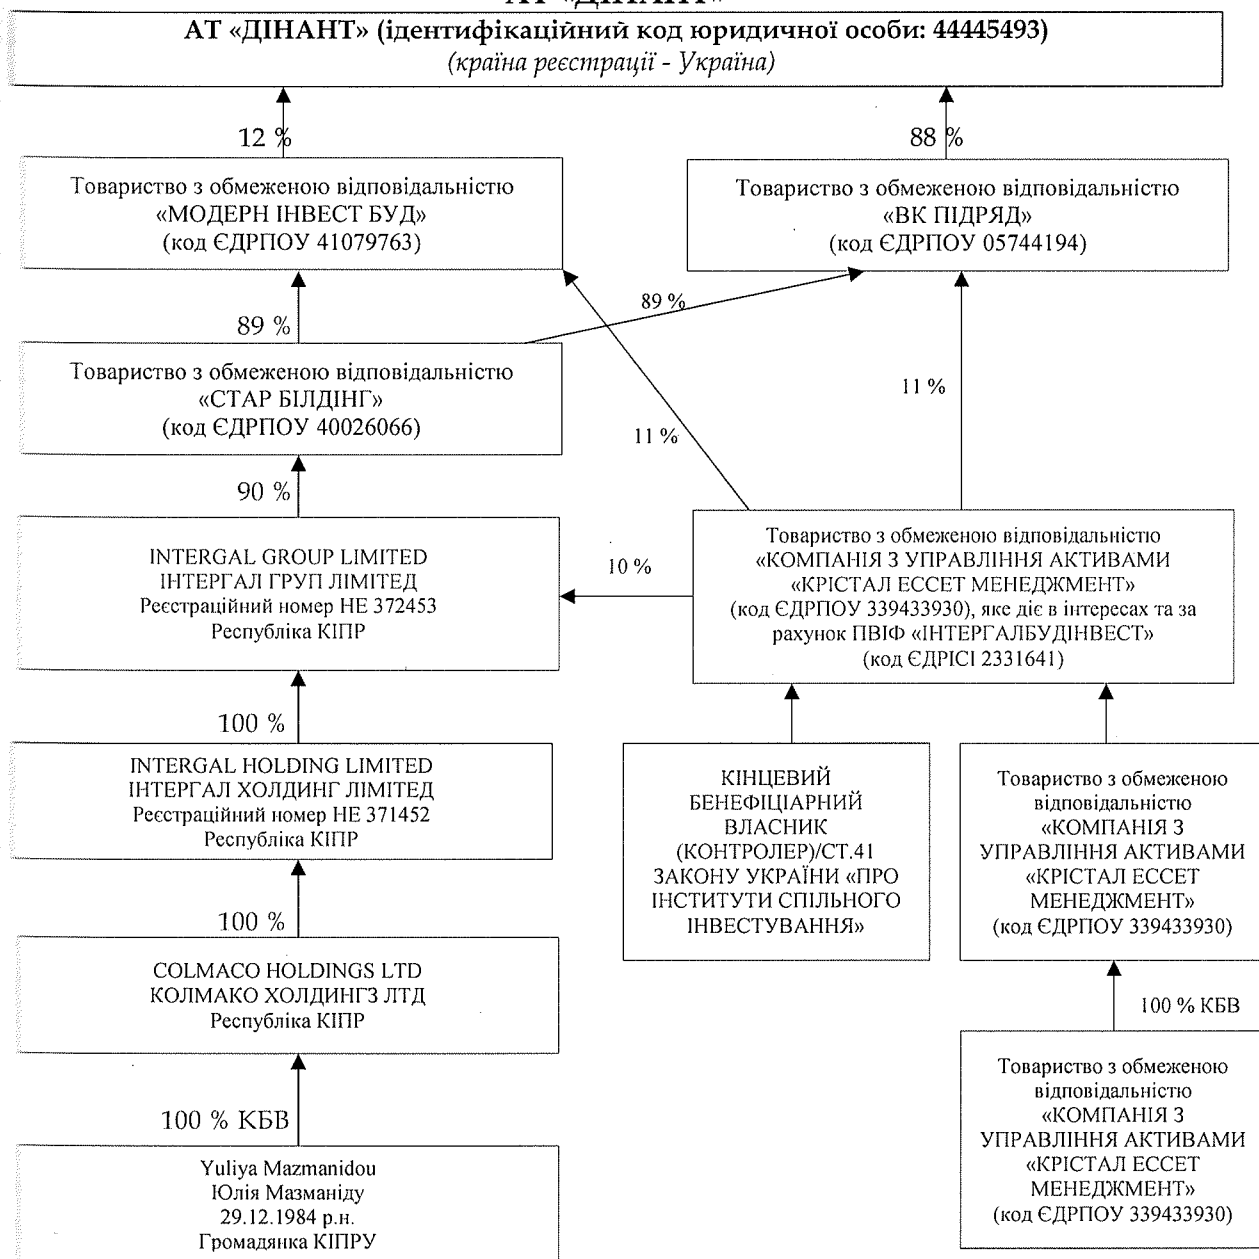 АТ «ДІНАНТ»
АТ «ДІНАНТ» (ідентифікаційний код юридичної особи: 44445493)
(країна реєстрації - Україна)
12 %
88 %
Товариство з обмеженою відповідальністю
«МОДЕРН ІНВЕСТ БУД»
(код ЄДРПОУ 41079763)
Товариство з обмеженою відповідальністю
«ВК ПІДРЯД»
(код ЄДРПОУ 05744194)
89 %
89 %
11 %
11 %
Товариство з обмеженою відповідальністю
«СТАР БІЛДІНГ»
(код ЄДРПОУ 40026066)
90 %
INTERGAL GROUP LIMITED
ІНТЕРГАЛ ГРУП ЛІМІТЕД
Реєстраційний номер НЕ 372453
Республіка КІПР
10 %
Товариство з обмеженою відповідальністю
«КОМПАНІЯ З УПРАВЛІННЯ АКТИВАМИ
«КРІСТАЛ ЕССЕТ МЕНЕДЖМЕНТ»
(код ЄДРПОУ 339433930), яке діє в інтересах та за
рахунок ПВІФ «ІНТЕРГАЛБУДІНВЕСТ»
(код ЄДРІСІ 2331641)
100 %
INTERGAL HOLDING LIMITED
ІНТЕРГАЛ ХОЛДИНГ ЛІМІТЕД
Реєстраційний номер НЕ 371452
Республіка КІПР
КІНЦЕВИЙ
БЕНЕФІЦІАРНИЙ
ВЛАСНИК
(КОНТРОЛЕР)/СТ.41
ЗАКОНУ УКРАЇНИ «ПРО
ІНСТИТУТИ СПІЛЬНОГО
ІНВЕСТУВАННЯ»
Товариство з обмеженою
відповідальністю
«КОМПАНІЯ З
УПРАВЛІННЯ АКТИВАМИ
«КРІСТАЛ ЕССЕТ
МЕНЕДЖМЕНТ»
(код ЄДРПОУ 339433930)
100 %
COLMACO HOLDINGS LTD
КОЛМАКО ХОЛДИНГЗ ЛТД
Республіка КІПР
100 % КБВ
100 % КБВ
Yuliya Mazmanidou
Юлія Мазманіду
29.12.1984 р.н.
Громадянка КІПРУ
Товариство з обмеженою
відповідальністю
«КОМПАНІЯ З
УПРАВЛІННЯ АКТИВАМИ
«КРІСТАЛ ЕССЕТ
МЕНЕДЖМЕНТ»
(код ЄДРПОУ 339433930)